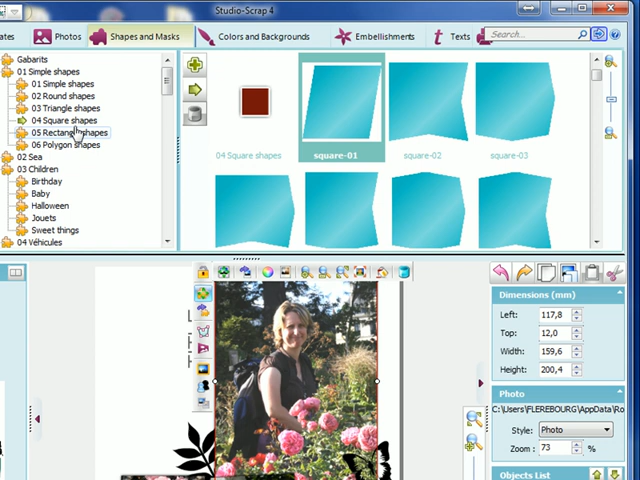 Studio-Scrap 4
ates
Photos
Shapes and Masks
Colors and Backgrounds
Embellishments
Texts
Search...
Gabarits
01 Simple shapes
01 Simple shapes
02 Round shapes
03 Triangle shapes
04 Square shapes
05 Rectangle shapes
06 Polygon shapes
02 Sea
03 Children
Birthday
Baby
Halloween
Jouets
Sweet things
04 Véhicules
04 Square shapes
square-01
square-02
square-03
Dimensions (mm)
Left: 117,8
Top: 12,0
Width: 159,6
Height: 200,4
Photo
C:\Users\FLEREBOURG\AppData\Ro
Style: Photo
Zoom : 73 %
Objects List